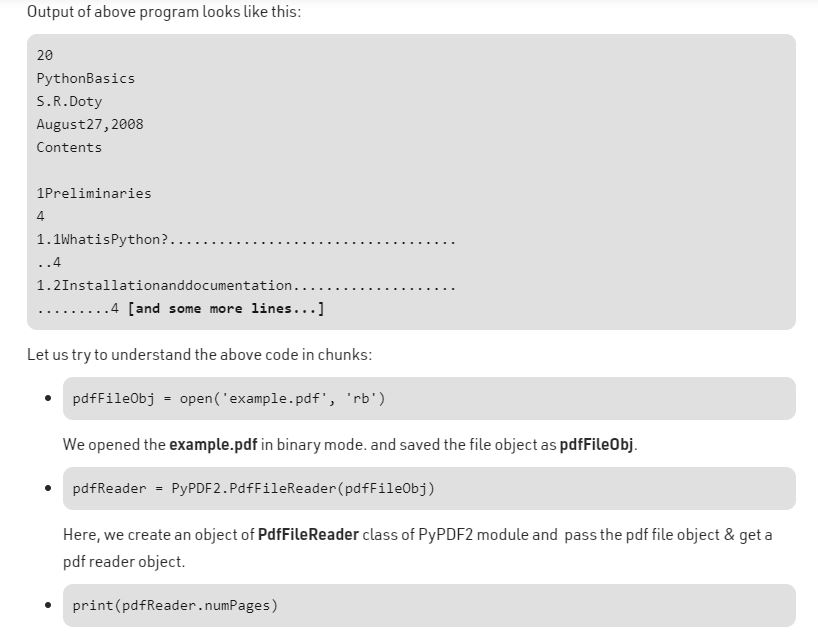 Output of above program looks like this:
20
PythonBasics
S.R.Doty
August27,2008
Contents
1Preliminaries
4
1.1WhatisPython?...................................
..4
1.2Installationanddocumentation....................
.........4 [and some more lines...]
Let us try to understand the above code in chunks:
pdfFileObj = open('example.pdf', 'rb')
We opened the example.pdf in binary mode. and saved the file object as pdfFileObj.
pdfReader = PyPDF2.PdfFileReader(pdfFileObj)
Here, we create an object of PdfFileReader class of PyPDF2 module and pass the pdf file object & get a
pdf reader object.
print(pdfReader.numPages)